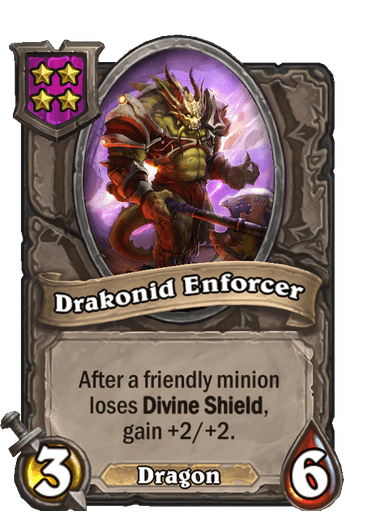 Drakonid Enforcer
After a friendly minion
loses Divine Shield,
gain +2/+2.
3
Dragon
6